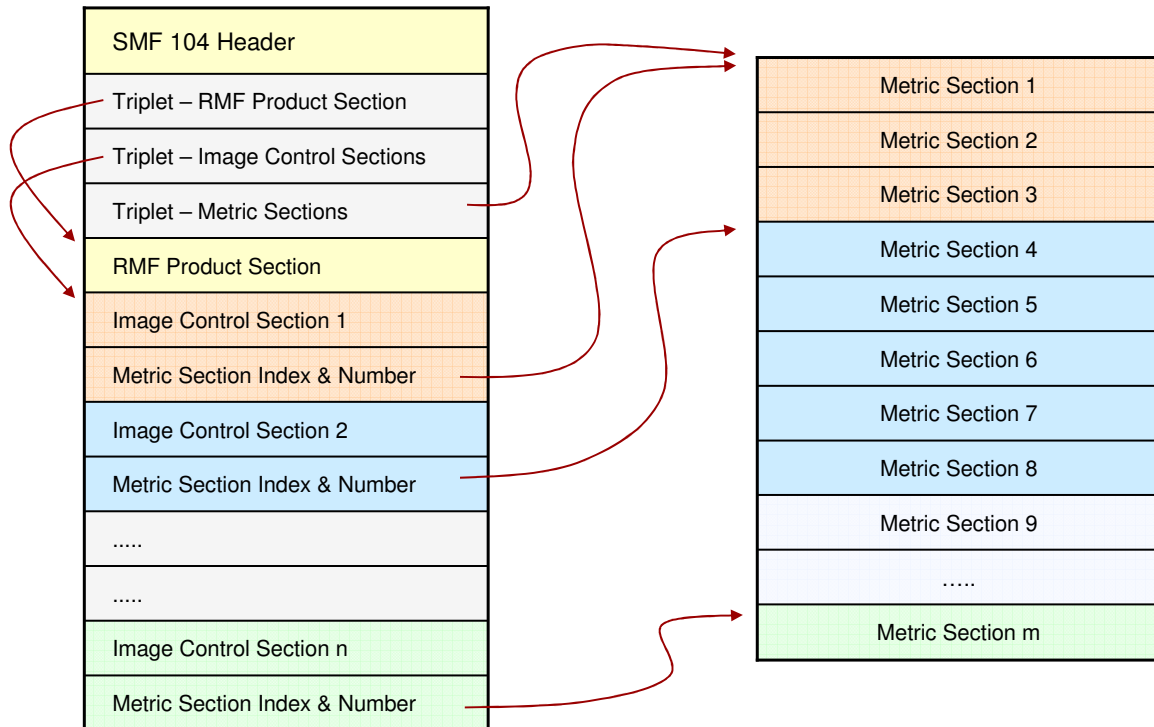 SMF 104 Header
Triplet – RMF Product Section
Triplet – Image Control Sections
Triplet – Metric Sections
RMF Product Section
Image Control Section 1
Metric Section Index & Number
Image Control Section 2
Metric Section Index & Number
.....
.....
Image Control Section n
Metric Section Index & Number
Metric Section 1
Metric Section 2
Metric Section 3
Metric Section 4
Metric Section 5
Metric Section 6
Metric Section 7
Metric Section 8
Metric Section 9
…..
Metric Section m